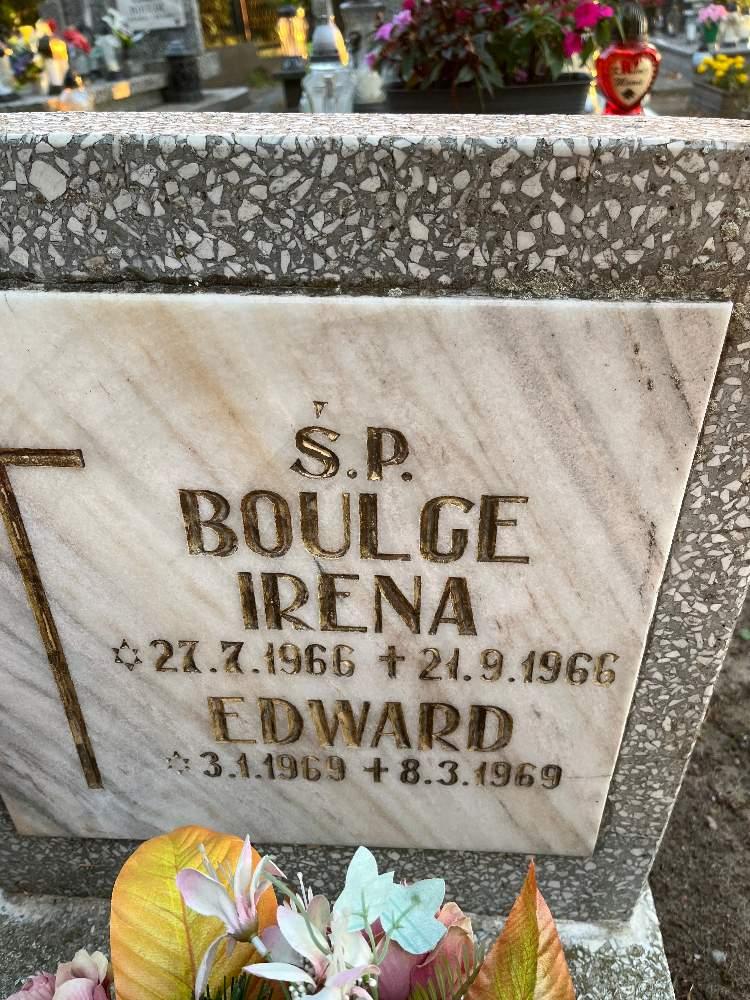 Ś.P.
BOULGE
IRENA
✡27.7.1966 ✝ 21.9.1966
EDWARD
✡3.1.1969 ✝ 8.3.1969